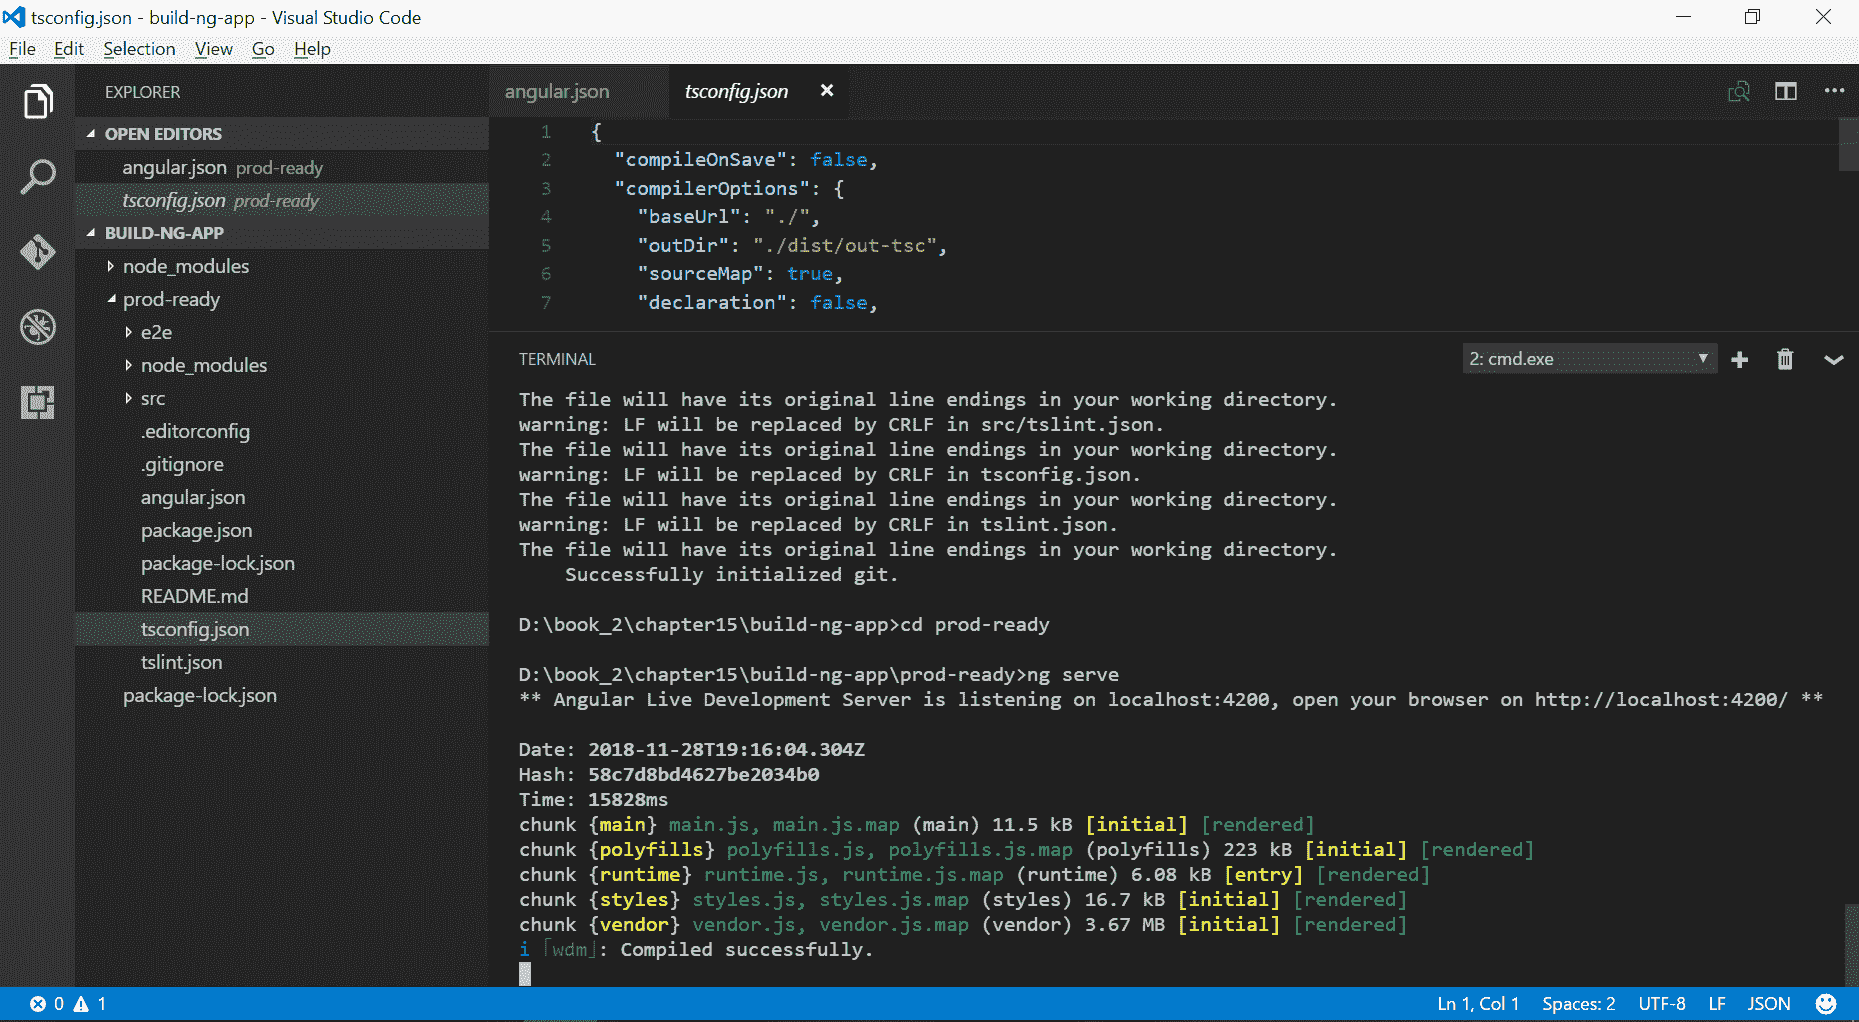 tsconfig.json - build-ng-app - Visual Studio Code
File Edit Selection View Go Help
EXPLORER
OPEN EDITORS
angular.json prod-ready
tsconfig.json prod-ready
BUILD-NG-APP
node_modules
prod-ready
e2e
node_modules
src
.editorconfig
.gitignore
angular.json
package.json
package-lock.json
README.md
tsconfig.json
tslint.json
package-lock.json
angular.json tsconfig.json
1 {
2 "compileOnSave": false,
3 "compilerOptions": {
4 "baseUrl": "./",
5 "outDir": "./dist/out-tsc",
6 "sourceMap": true,
7 "declaration": false,
TERMINAL
2: cmd.exe
The file will have its original line endings in your working directory.
warning: LF will be replaced by CRLF in src/tslint.json.
The file will have its original line endings in your working directory.
warning: LF will be replaced by CRLF in tsconfig.json.
The file will have its original line endings in your working directory.
warning: LF will be replaced by CRLF in tslint.json.
The file will have its original line endings in your working directory.
Successfully initialized git.
D:\book_2\chapter15\build-ng-app>cd prod-ready
D:\book_2\chapter15\build-ng-app\prod-ready>ng serve
** Angular Live Development Server is listening on localhost:4200, open your browser on http://localhost:4200/ **
Date: 2018-11-28T19:16:04.304Z
Hash: 58c7d8bd4627be2034b0
Time: 15828ms
chunk {main} main.js, main.js.map (main) 11.5 kB [initial] [rendered]
chunk {polyfills} polyfills.js, polyfills.js.map (polyfills) 223 kB [initial] [rendered]
chunk {runtime} runtime.js, runtime.js.map (runtime) 6.08 kB [entry] [rendered]
chunk {styles} styles.js, styles.js.map (styles) 16.7 kB [initial] [rendered]
chunk {vendor} vendor.js, vendor.js.map (vendor) 3.67 MB [initial] [rendered]
i ｢wdm｣: Compiled successfully.
0 1
Ln 1, Col 1 Spaces: 2 UTF-8 LF JSON